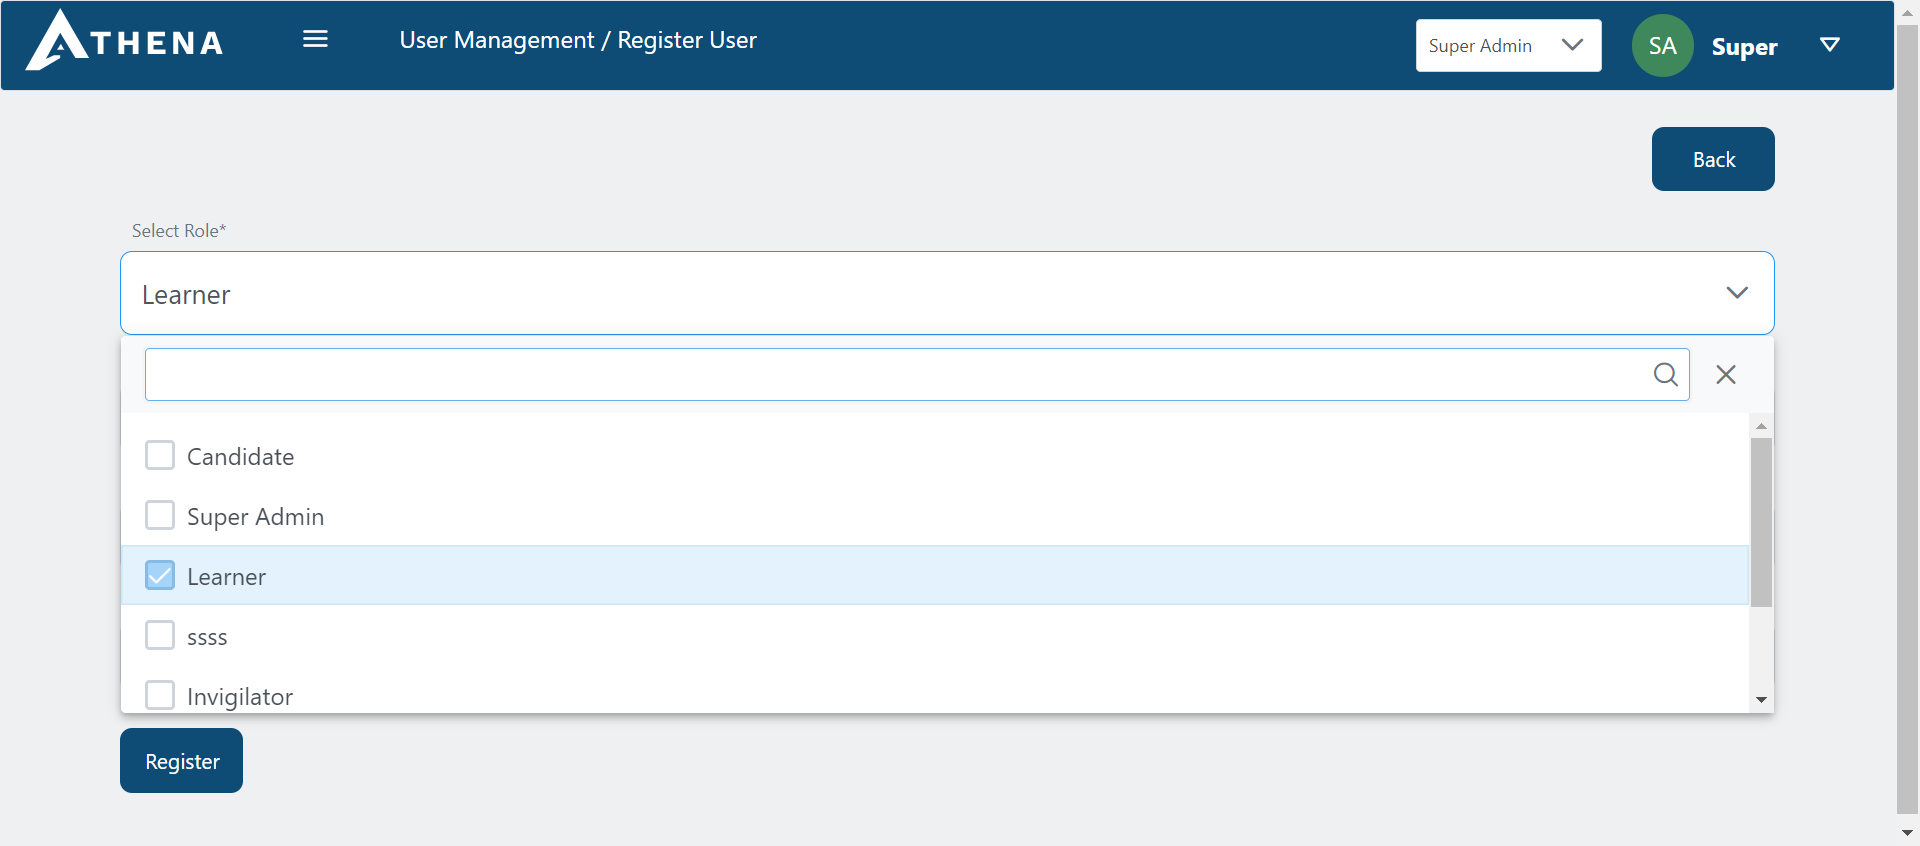 ATHENA
User Management / Register User
Super Admin
SA
Super
Back
Select Role*
Learner
Candidate
Super Admin
Learner
ssss
Invigilator
Register